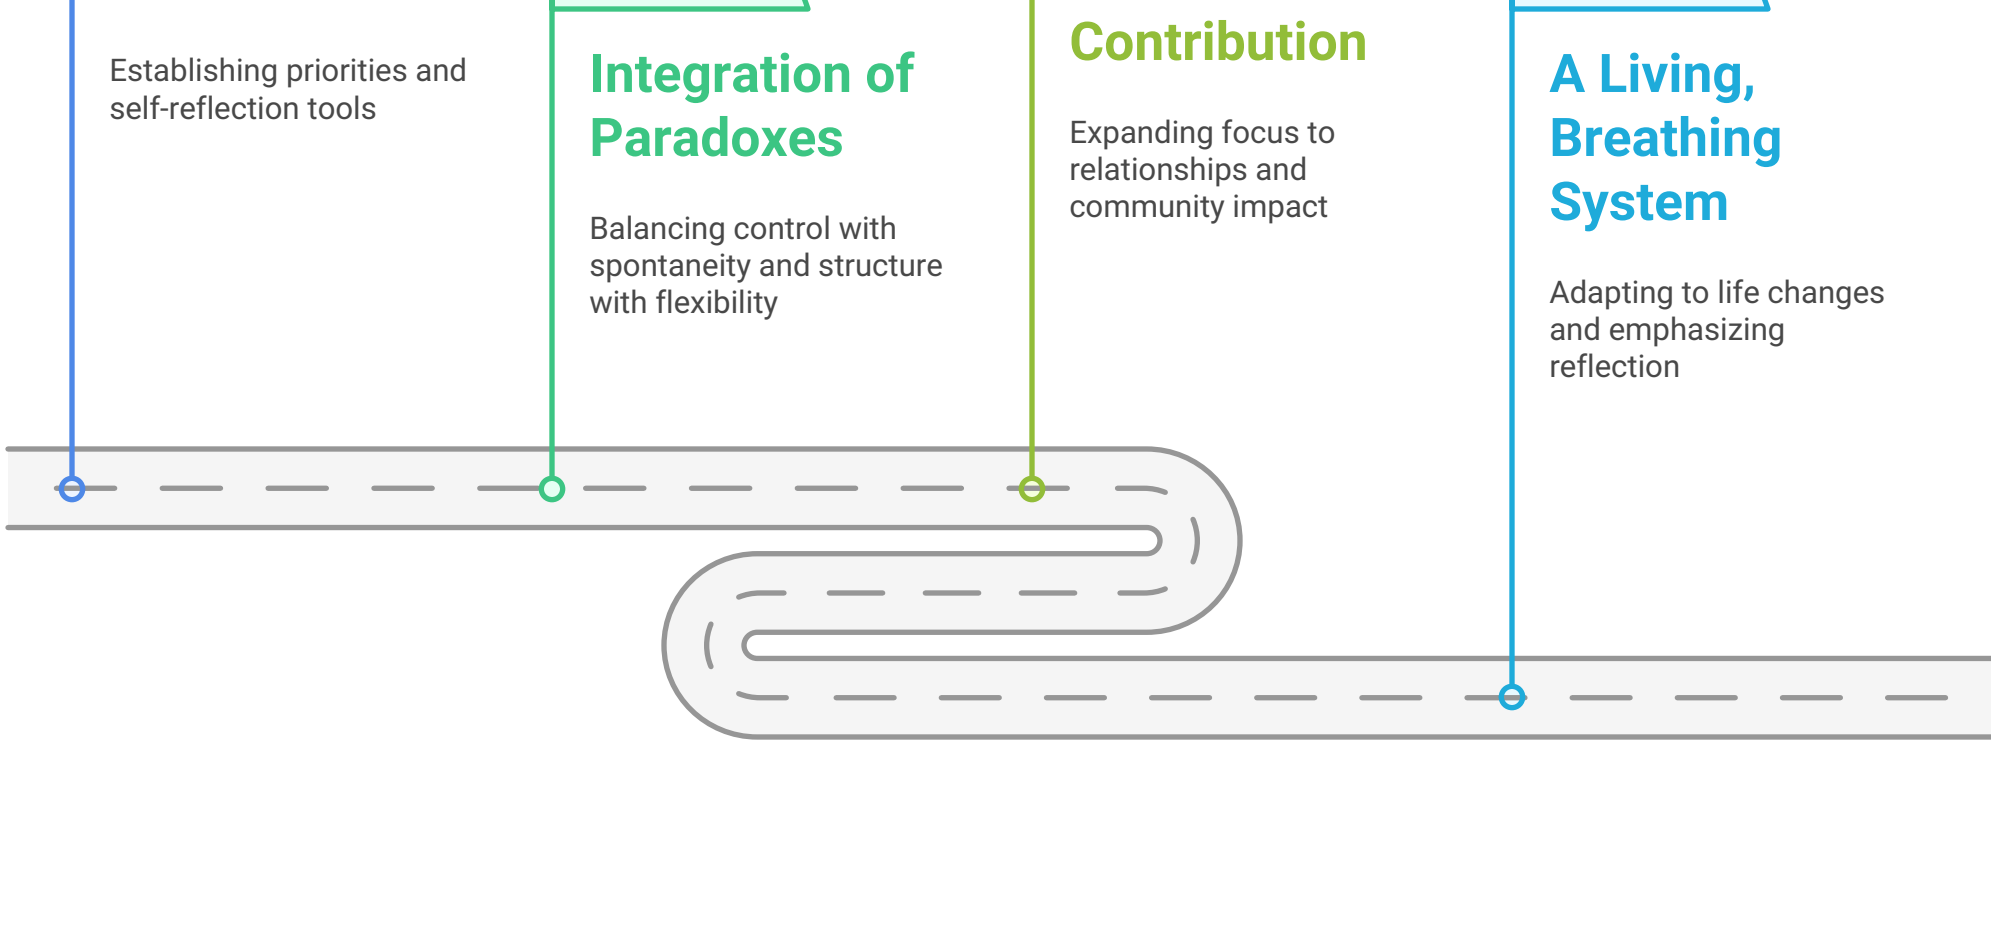 Establishing priorities and
self-reflection tools
Integration of
Paradoxes
Balancing control with
spontaneity and structure
with flexibility
Contribution
Expanding focus to
relationships and
community impact
A Living,
Breathing
System
Adapting to life changes
and emphasizing
reflection